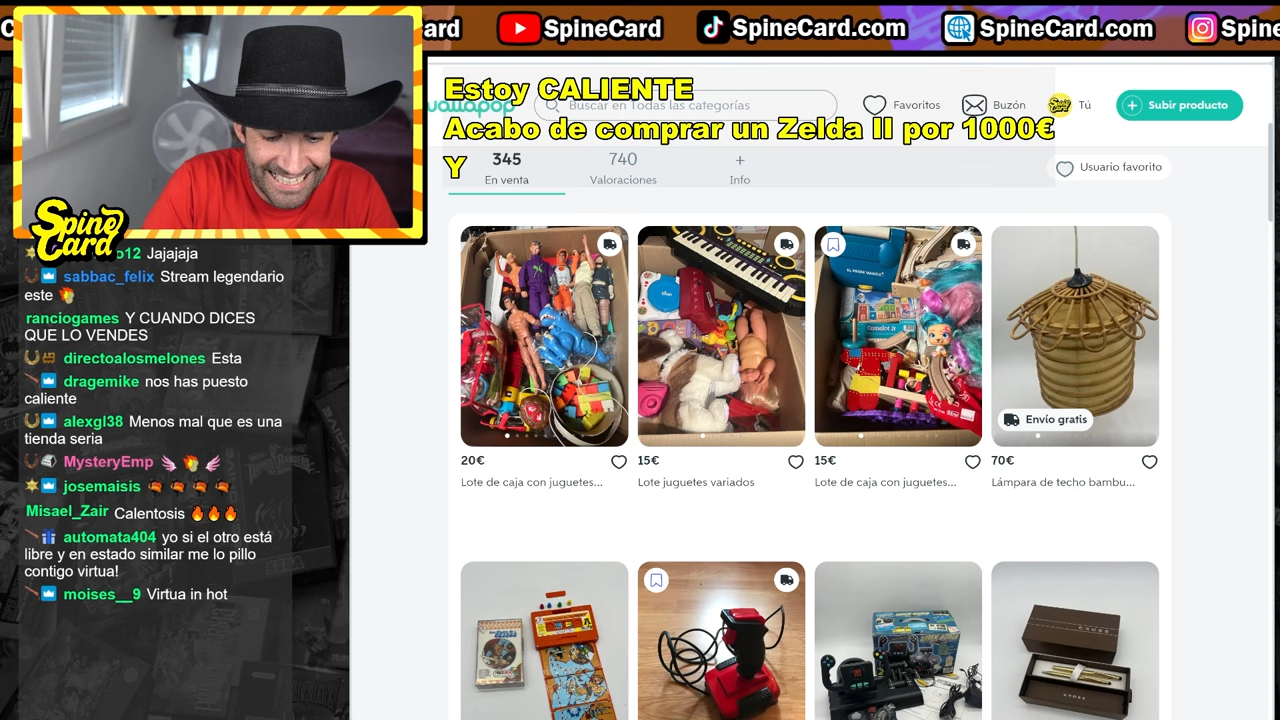 ard
SpineCard
SpineCard.com
SpineCard.com
Spine
Estoy CALIENTE
wallapop
Buscar en Todas las categorías
Favoritos
Buzón
Tú
Subir producto
Acabo de comprar un Zelda II por 1000€
Y
345
En venta
740
Valoraciones
+
Info
Usuario favorito
Spine
Card
o12 Jajajaja
sabbac_felix Stream legendario
este
ranciogames Y CUANDO DICES
QUE LO VENDES
directoalosmelones Esta
dragemike nos has puesto
caliente
alexgl38 Menos mal que es una
tienda seria
MysteryEmp
josemaisis
Misael_Zair Calentosis
automata404 yo si el otro está
libre y en estado similar me lo pillo
contigo virtua!
moises__9 Virtua in hot
Camelot Jr
Envío gratis
20€
Lote de caja con juguetes...
15€
Lote juguetes variados
15€
Lote de caja con juguetes...
70€
Lámpara de techo bambu...
CROSS